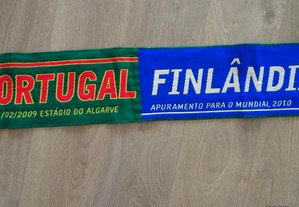 ORTUGAL
/02/2009 ESTÁDIO DO ALGARVE
FINLÂNDI
APURAMENTO PARA O MUNDIAL 2010